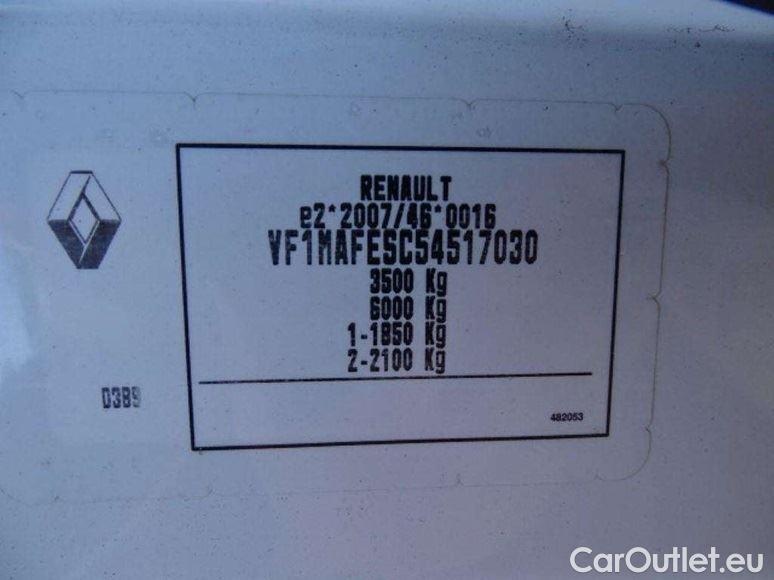 RENAULT
e2*2007/46*0016
VF1MAFESC54517030
3500 Kg
6000 Kg
1-1850 Kg
2-2100 Kg
D3B9
482053
CarOutlet.eu